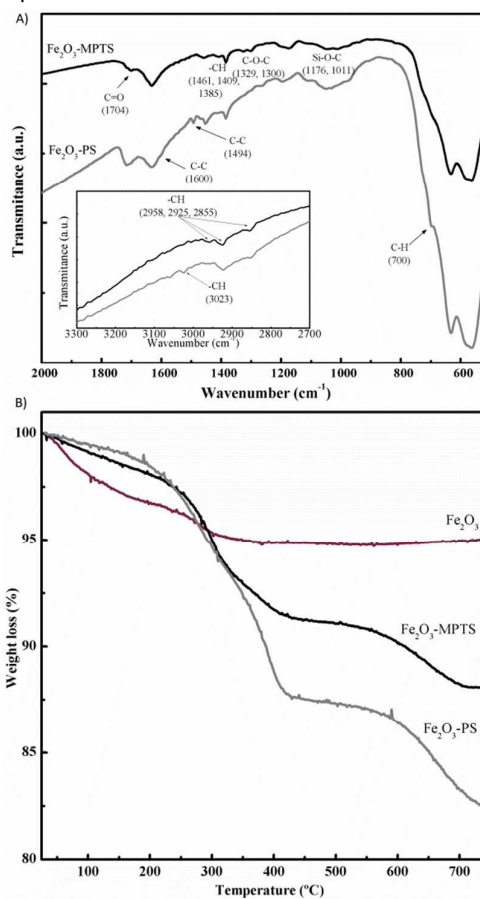 A)
Fe2O3-MPTS
C=O
(1704)
-CH
(1461, 1409,
1385)
C-O-C
(1329, 1300)
Si-O-C
(1176, 1011)
Fe2O3-PS
C-C
(1494)
C-C
(1600)
C-H
(700)
-CH
(2958, 2925, 2855)
-CH
(3023)
Transmitance (a.u.)
3300 3200 3100 3000 2900 2800 2700
Wavenumber (cm-1)
Transmitance (a.u.)
2000 1800 1600 1400 1200 1000 800 600
Wavenumber (cm-1)
B)
100
95
90
85
80
Weight loss (%)
Fe2O3
Fe2O3-MPTS
Fe2O3-PS
100 200 300 400 500 600 700
Temperature (ºC)